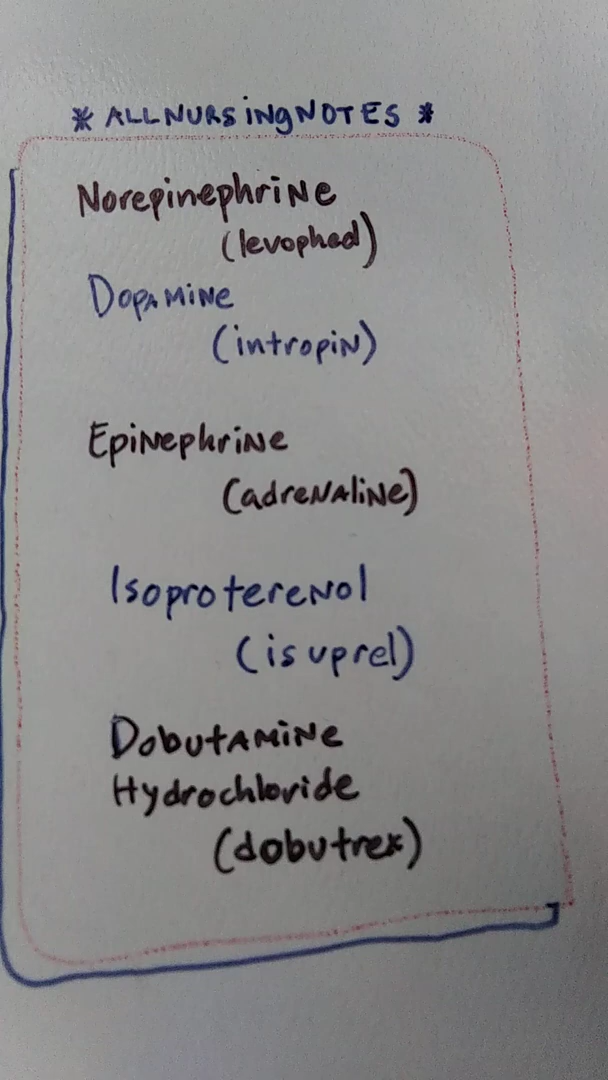 * ALLNURSINGNOTES *
Norepinephrine
(levophed)
Dopamine
(intropin)
Epinephrine
(adrenaline)
Isoproterenol
(isuprel)
Dobutamine
Hydrochloride
(dobutrex)